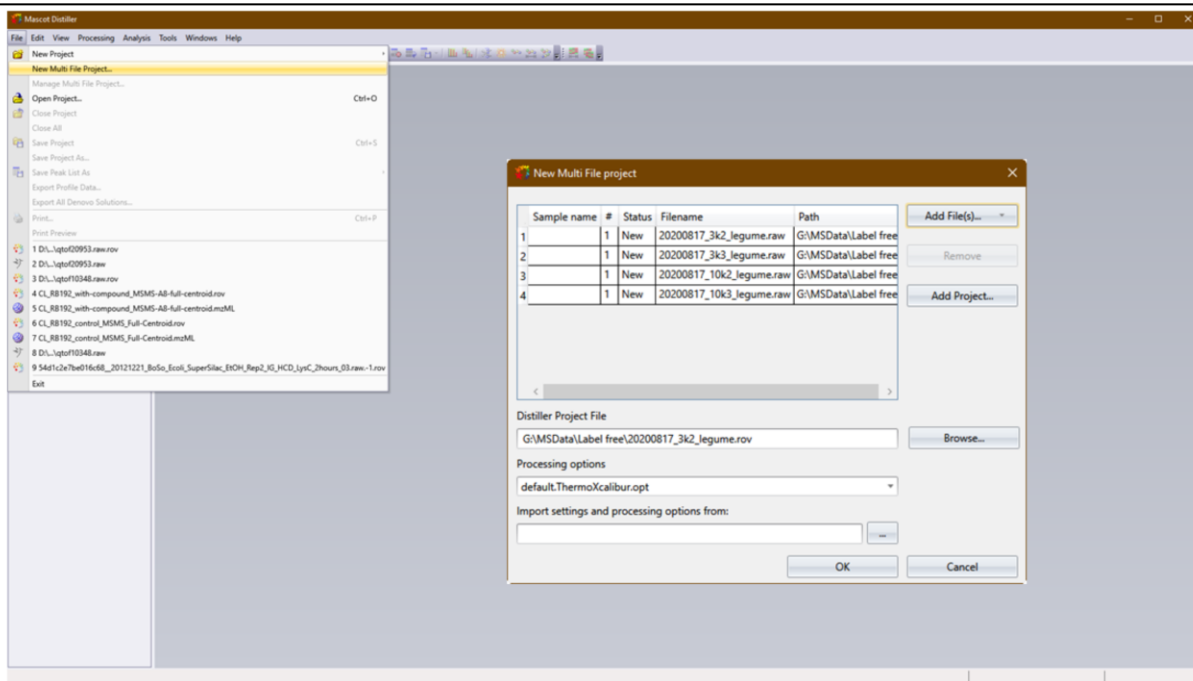 Mascot Distiller
File Edit View Processing Analysis Tools Windows Help
New Project
New Multi File Project...
Manage Multi File Project...
Open Project... Ctrl+O
Close Project
Close All
Save Project Ctrl+S
Save Project As...
Save Peak List As
Export Profile Data...
Export All Denovo Solutions...
Print... Ctrl+P
Print Preview
1 D:\...\qtof20953.raw.rov
2 D:\...\qtof20953.raw
3 D:\...\qtof10348.raw.rov
4 CL_RB192_with-compound_MSMS-AB-full-centroid.rov
5 CL_RB192_with-compound_MSMS-AB-full-centroid.mzML
6 CL_RB192_control_MSMS_Full-Centroid.rov
7 CL_RB192_control_MSMS_Full-Centroid.mzML
8 D:\...\qtof10348.raw
9 54d1c2e7be016c68__20121221_BoSo_Ecoli_SuperSilac_EtOH_Rep2_IG_HCD_LysC_2hours_03.raw.-1.rov
Exit
New Multi File project
Sample name # Status Filename Path
1 1 New 20200817_3k2_legume.raw G:\MSData\Label free
2 1 New 20200817_3k3_legume.raw G:\MSData\Label free
3 1 New 20200817_10k2_legume.raw G:\MSData\Label free
4 1 New 20200817_10k3_legume.raw G:\MSData\Label free
Add File(s)...
Remove
Add Project...
Distiller Project File
G:\MSData\Label free\20200817_3k2_legume.rov
Browse...
Processing options
default.ThermoXcalibur.opt
Import settings and processing options from:
...
OK Cancel